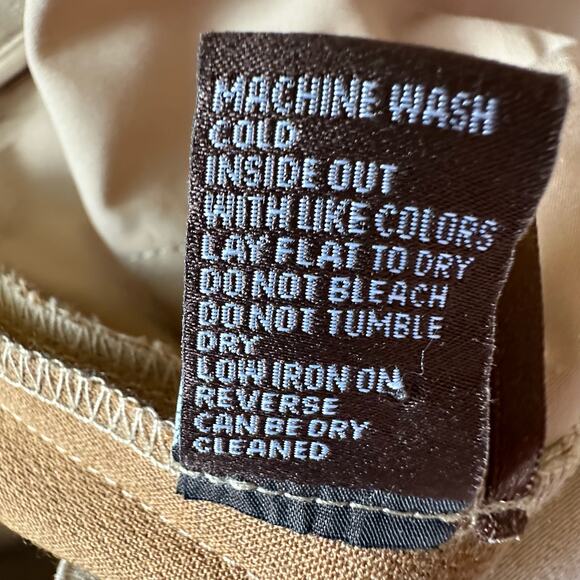 MACHINE WASH
COLD
INSIDE OUT
WITH LIKE COLORS
LAY FLAT TO DRY
DO NOT BLEACH
DO NOT TUMBLE
DRY
LOW IRON ON
REVERSE
CAN BE DRY
CLEANED